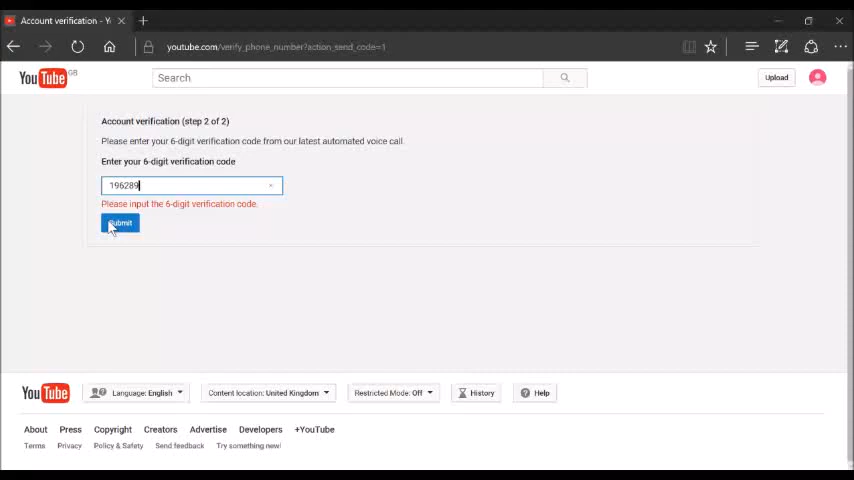 Account verification - Y
youtube.com/verify_phone_number?action_send_code=1
YouTube GB
Search
Upload
Account verification (step 2 of 2)
Please enter your 6-digit verification code from our latest automated voice call.
Enter your 6-digit verification code
196289
Please input the 6-digit verification code.
Submit
YouTube Language: English Content location: United Kingdom Restricted Mode: Off History Help
About Press Copyright Creators Advertise Developers +YouTube
Terms Privacy Policy & Safety Send feedback Try something new!